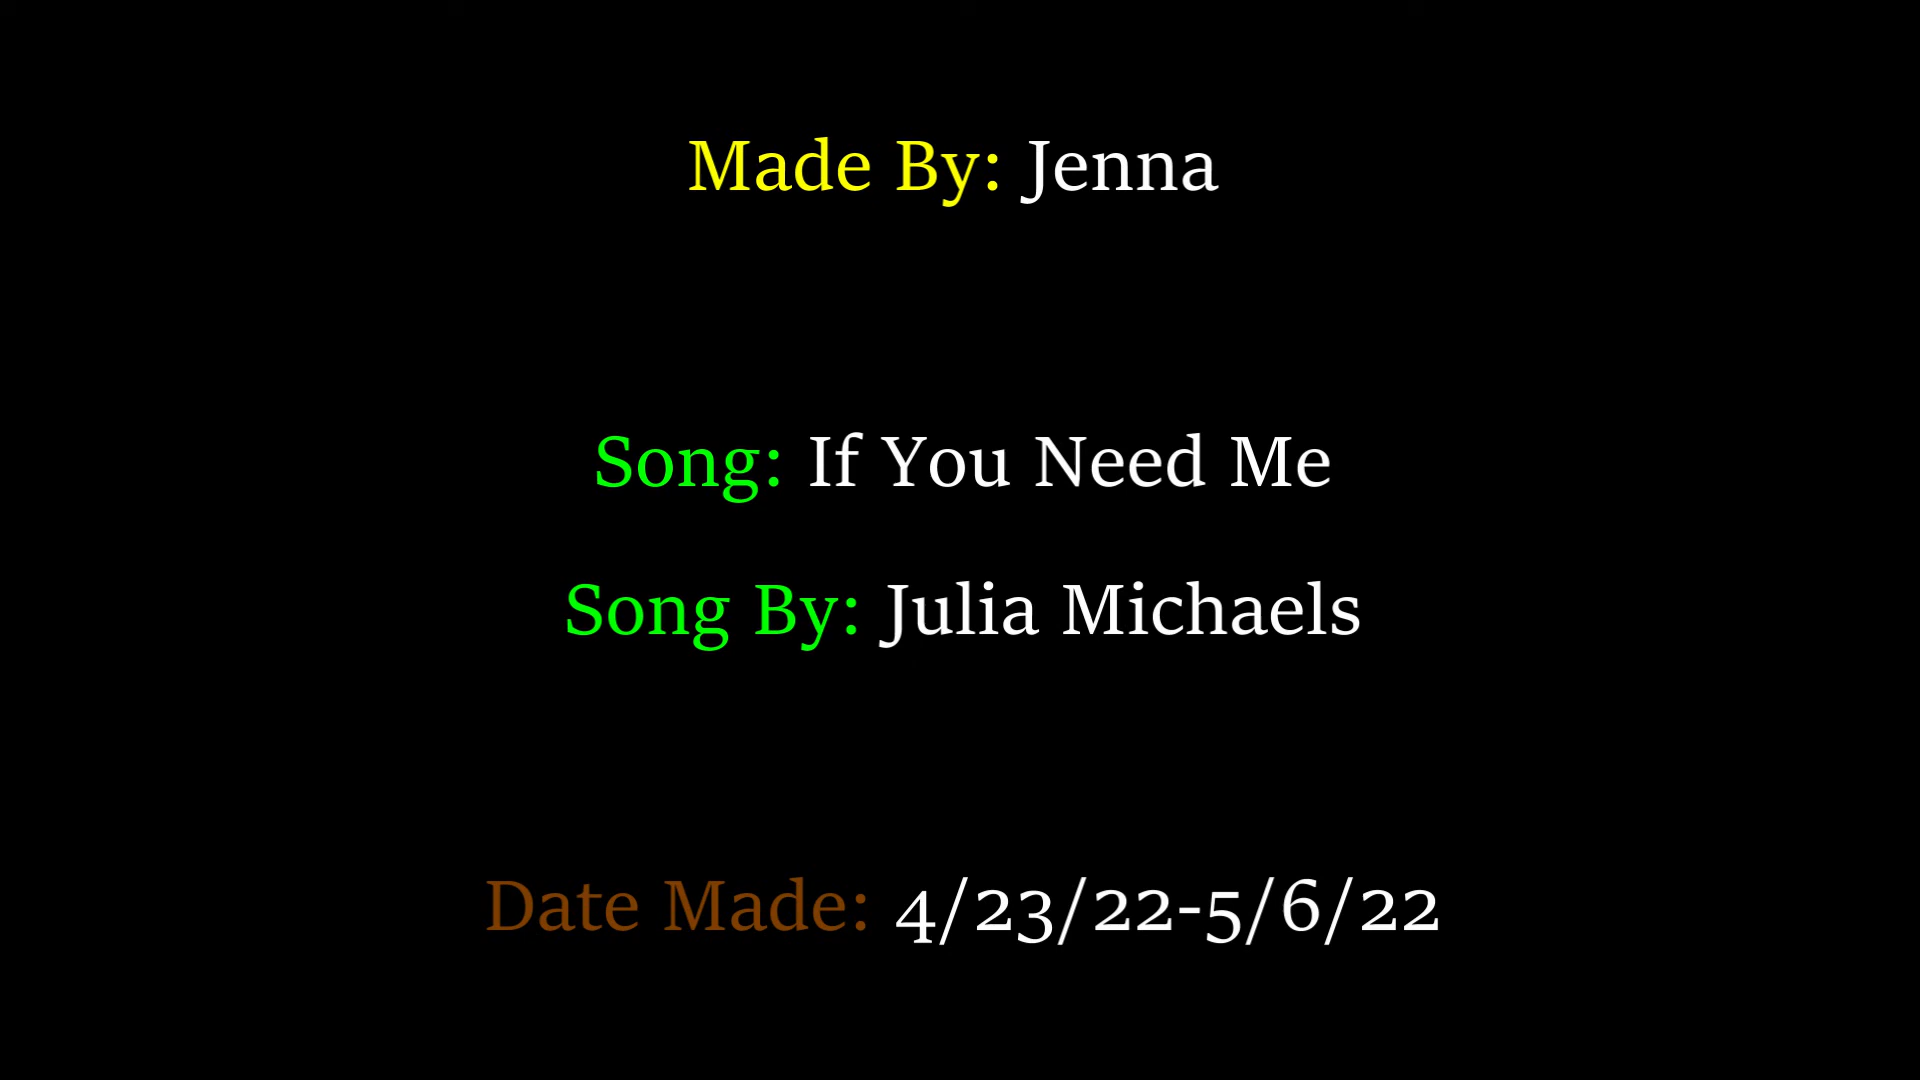 Made By: Jenna
Song: If You Need Me
Song By: Julia Michaels
Date Made: 4/23/22-5/6/22